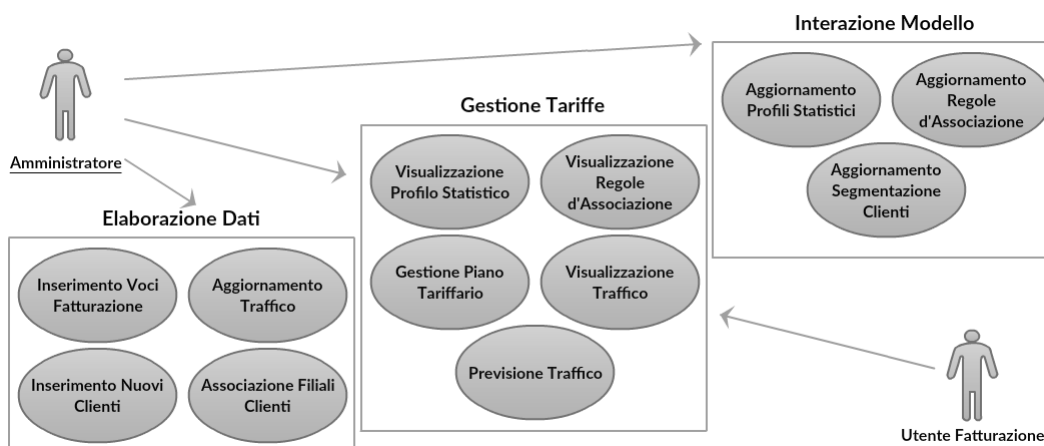 Interazione Modello
Aggiornamento
Profili Statistici
Aggiornamento
Regole
d'Associazione
Aggiornamento
Segmentazione
Clienti
Amministratore
Gestione Tariffe
Visualizzazione
Profilo Statistico
Visualizzazione
Regole
d'Associazione
Gestione Piano
Tariffario
Visualizzazione
Traffico
Previsione Traffico
Elaborazione Dati
Inserimento Voci
Fatturazione
Aggiornamento
Traffico
Inserimento Nuovi
Clienti
Associazione Filiali
Clienti
Utente Fatturazione